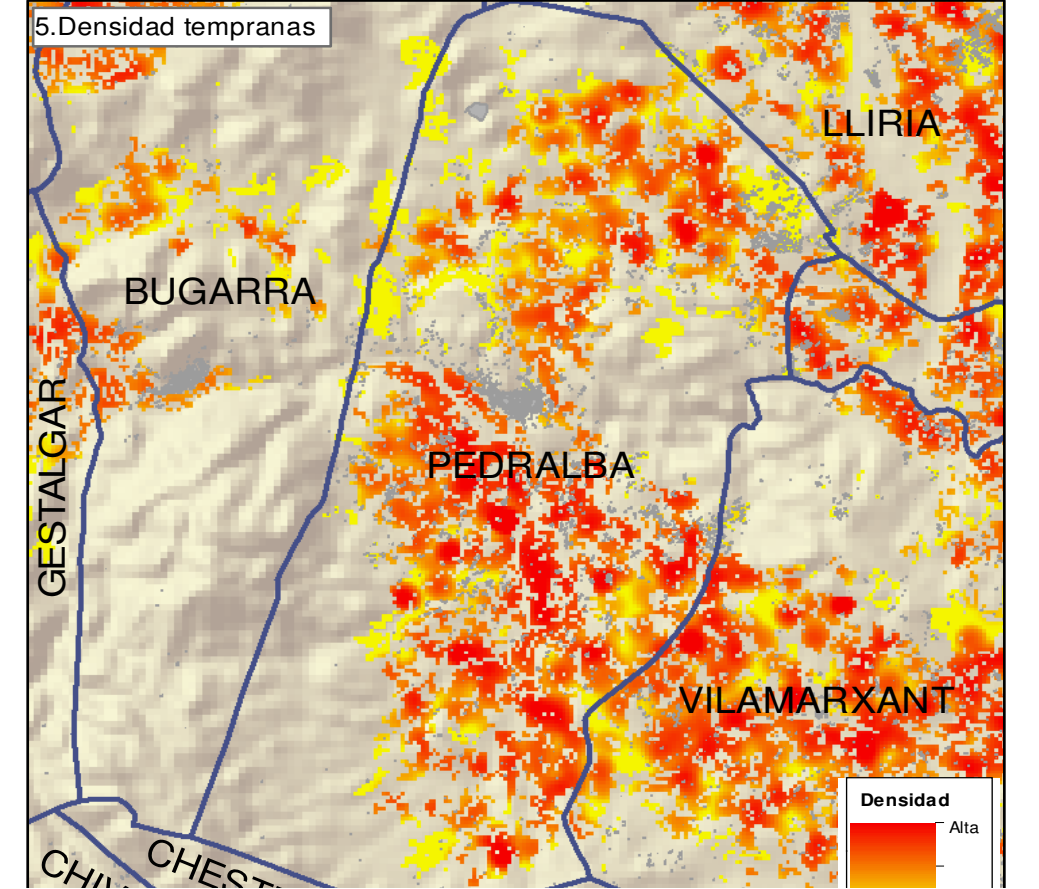 5.Densidad tempranas
LLIRIA
BUGARRA
GESTALGAR
PEDRALBA
VILAMARXANT
Densidad
Alta